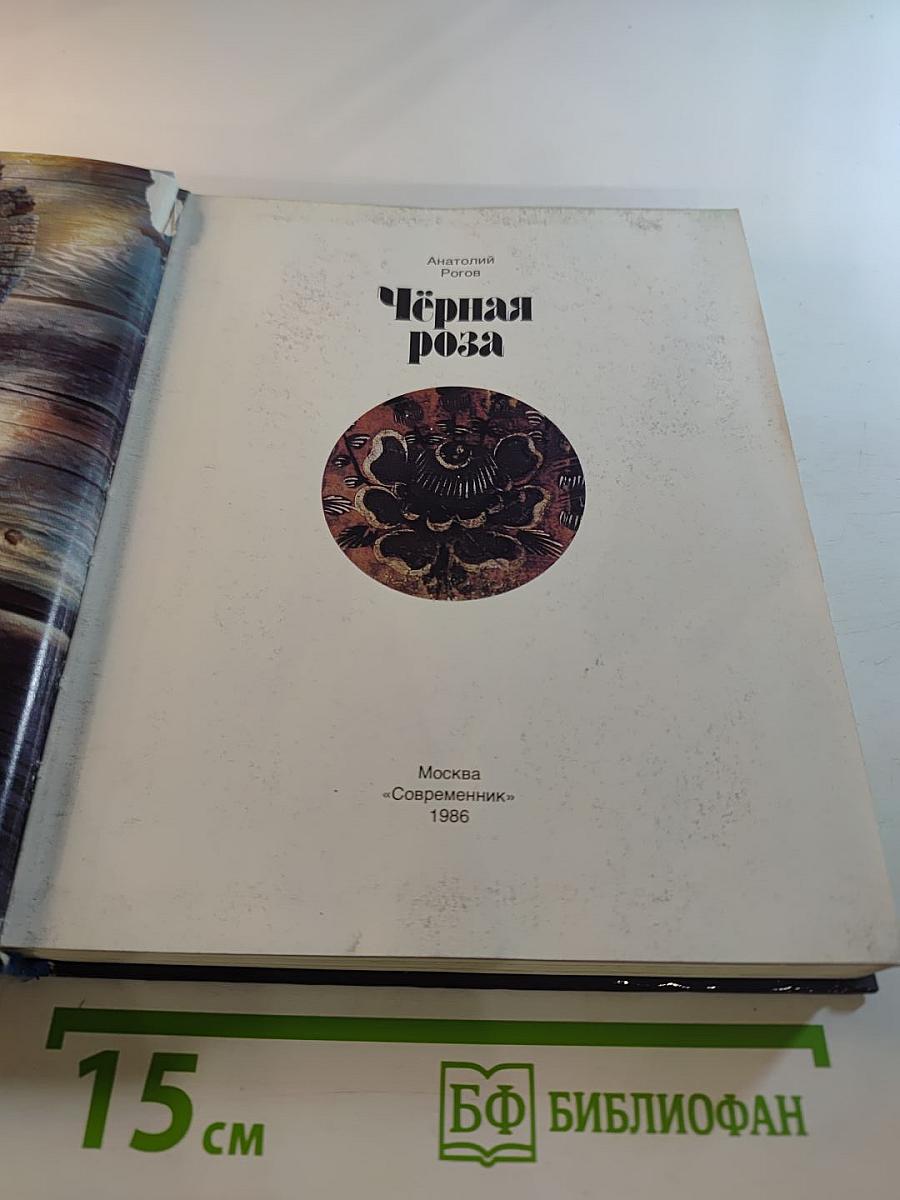 Анатолий
Рогов
Чёрная
роза
Москва
«Современник»
1986
15 см
БФ БИБЛИОФАН